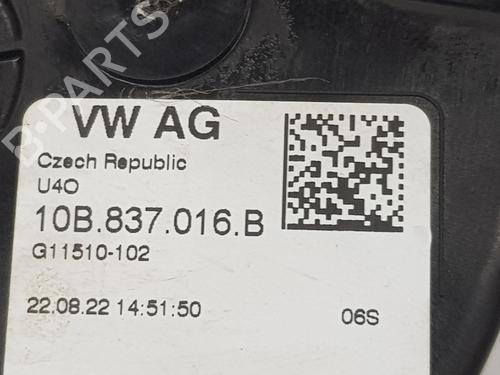 B-PARTS
VW AG
Czech Republic
U4O
10B.837.016.B
G11510-102
22.08.22 14:51:50
06S